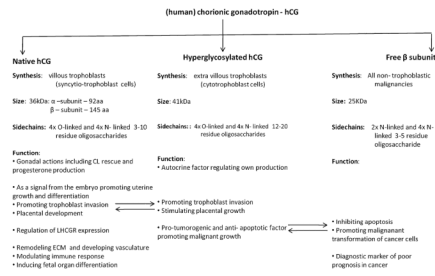 (human) chorionic gonadotropin - hCG
Native hCG
Synthesis: villous trophoblasts
(syncytio-trophoblast cells)
Size: 36kDa: α –subunit – 92aa
β – subunit – 145 aa
Sidechains: 4x O-linked and 4x N- linked 3-10
residue oligosaccharides
Function:
• Gonadal actions including CL rescue and
progesterone production
• As a signal from the embryo promoting uterine
growth and differentiation
• Promoting trophoblast invasion
• Placental development
• Regulation of LHCGR expression
• Remodeling ECM and developing vasculature
• Modulating immune response
• Inducing fetal organ differentiation
Hyperglycosylated hCG
Synthesis: extra villous trophoblasts
(cytotrophoblast cells)
Size: 41kDa
Sidechains: : 4x O-linked and 4x N- linked 12-20
residue oligosaccharides
Function:
• Autocrine factor regulating own production
• Promoting trophoblast invasion
• Stimulating placental growth
• Pro-tumorogenic and anti- apoptotic factor
promoting malignant growth
Free β subunit
Synthesis: All non- trophoblastic
malignancies
Size: 25KDa
Sidechains: 2x N-linked and 4x N-
linked 3-5 residue
oligosaccharide
Function:
• Inhibiting apoptosis
• Promoting malignanant
transformation of cancer cells
• Diagnostic marker of poor
prognosis in cancer